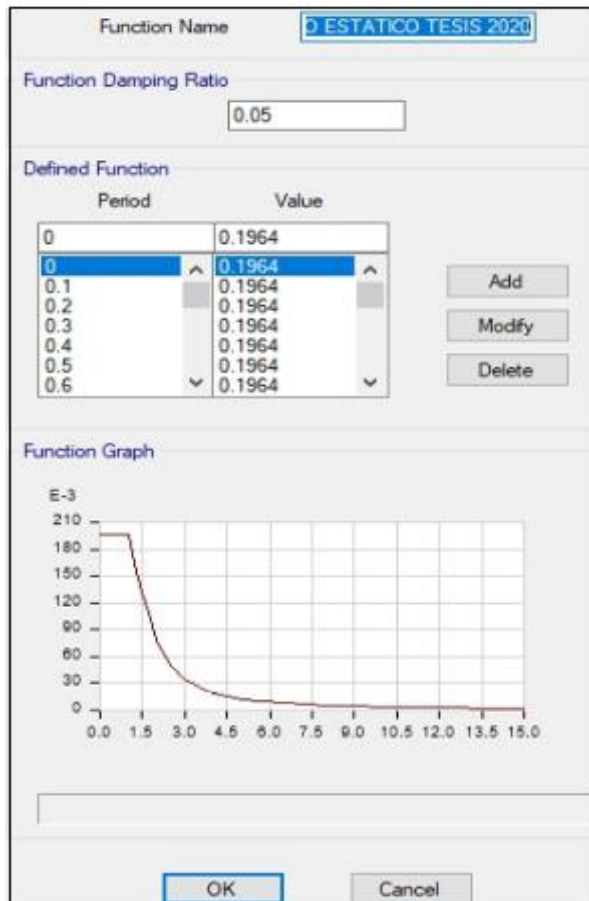 Function Name O ESTATICO TESIS 2020
Function Damping Ratio
0.05
Defined Function
Period Value
0 0.1964
0 0.1964
0.1 0.1964
0.2 0.1964
0.3 0.1964
0.4 0.1964
0.5 0.1964
0.6 0.1964
Add
Modify
Delete
Function Graph
E-3
210
180
150
120
90
60
30
0
0.0 1.5 3.0 4.5 6.0 7.5 9.0 10.5 12.0 13.5 15.0
OK Cancel